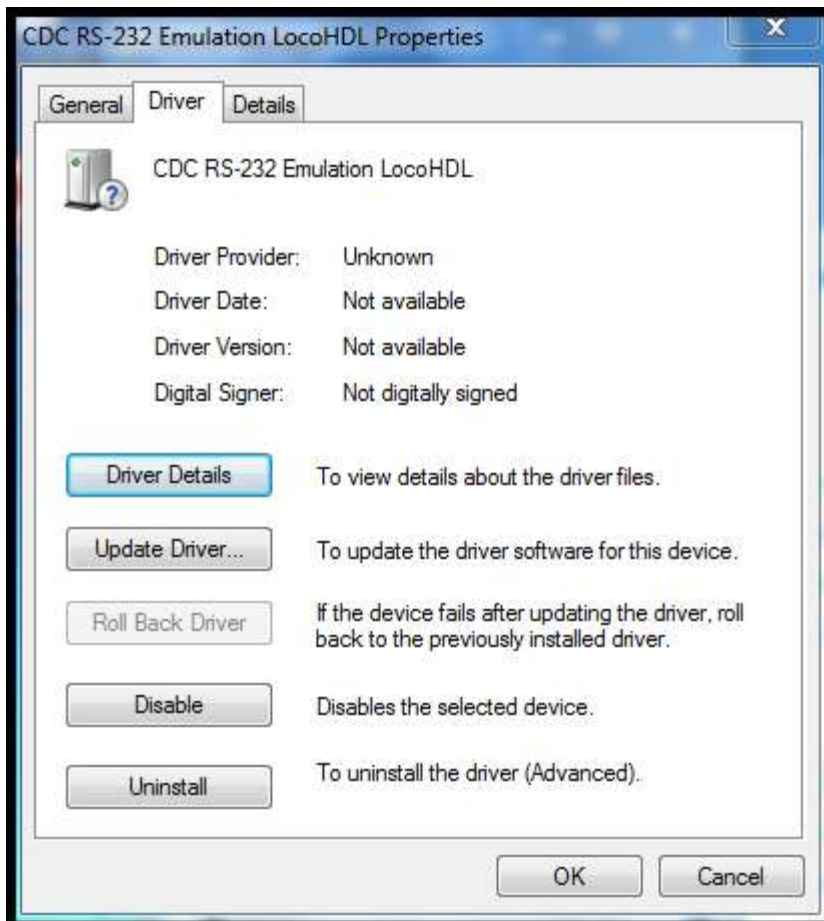 CDC RS-232 Emulation LocoHDL Properties
X
General Driver Details
CDC RS-232 Emulation LocoHDL
?
Driver Provider: Unknown
Driver Date: Not available
Driver Version: Not available
Digital Signer: Not digitally signed
Driver Details To view details about the driver files.
Update Driver... To update the driver software for this device.
Roll Back Driver If the device fails after updating the driver, roll
back to the previously installed driver.
Disable Disables the selected device.
Uninstall To uninstall the driver (Advanced).
OK Cancel